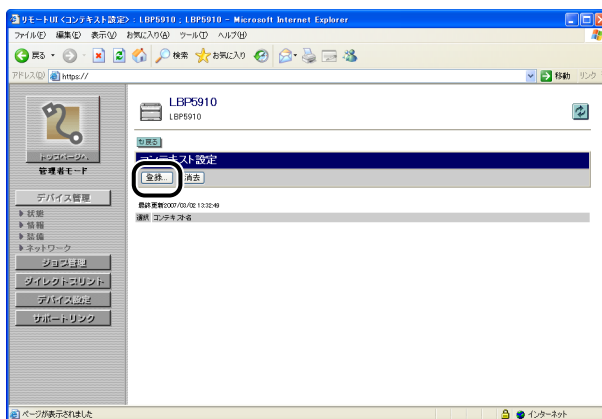 リモートUI <コンテキスト設定> : LBP5910 ; LBP5910 - Microsoft Internet Explorer
ファイル(F) 編集(E) 表示(V) お気に入り(A) ツール(T) ヘルプ(H)
戻る 検索 お気に入り
アドレス(D) https:// 移動 リンク
LBP5910
LBP5910
戻る
トップページへ
コンテキスト設定
管理者モード
登録... 消去
デバイス管理
最終更新2007/03/02 13:32:49
状態
選択 コンテキスト名
情報
装備
ネットワーク
ジョブ管理
ダイレクトプリント
デバイス設定
サポートリンク
ページが表示されました インターネット